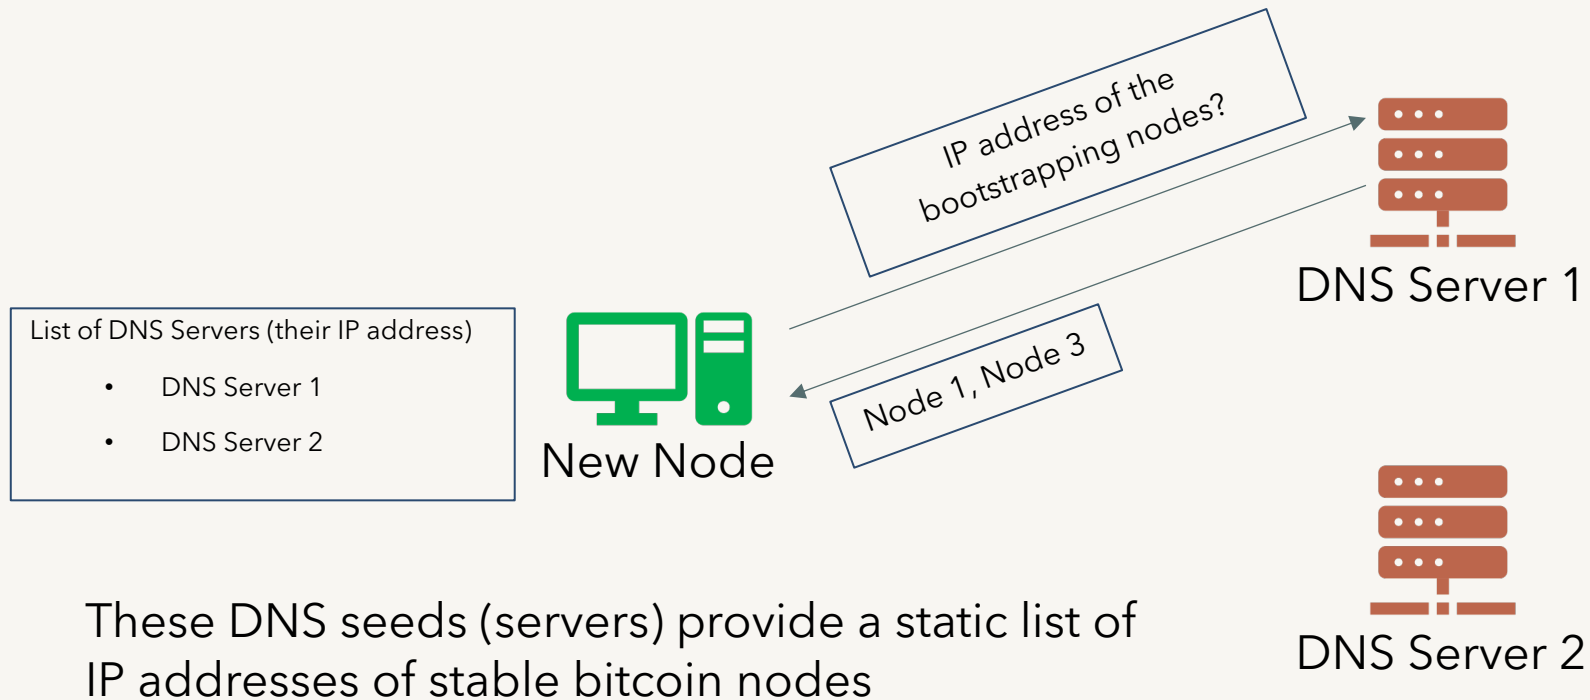 IP address of the
bootstrapping nodes?
DNS Server 1
List of DNS Servers (their IP address)
• DNS Server 1
• DNS Server 2
New Node
Node 1, Node 3
These DNS seeds (servers) provide a static list of
IP addresses of stable bitcoin nodes
DNS Server 2